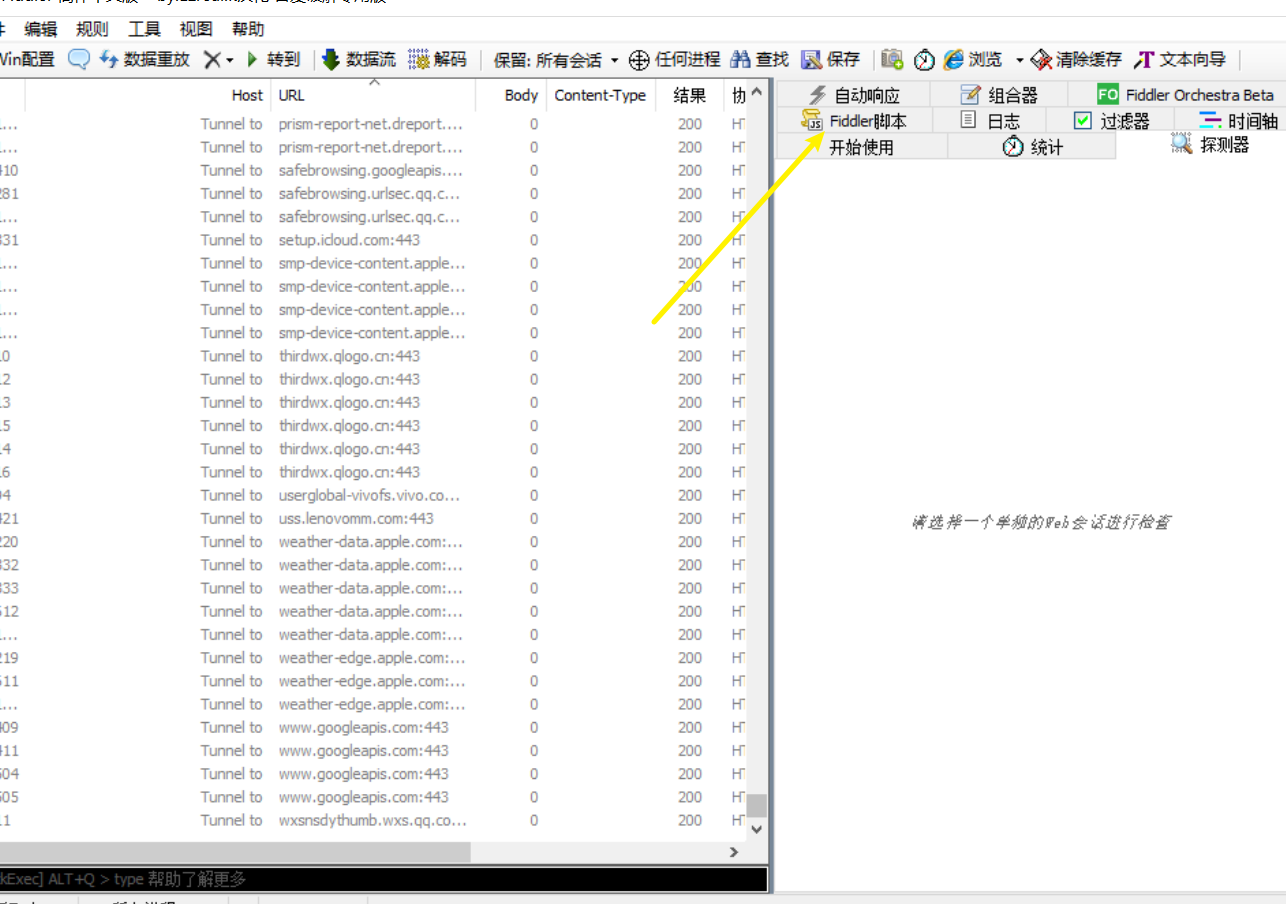 编辑 规则 工具 视图 帮助
Win配置 数据重放 转到 数据流 解码 保留: 所有会话 任何进程 查找 保存 浏览 清除缓存 文本向导
Host URL Body Content-Type 结果 协
自动响应 组合器 FO Fiddler Orchestra Beta
Fiddler脚本 日志 过滤器 时间轴
开始使用 统计 探测器
1... Tunnel to prism-report-net.dreport.... 0 200 HT
1... Tunnel to prism-report-net.dreport.... 0 200 HT
410 Tunnel to safebrowsing.googleapis.... 0 200 HT
281 Tunnel to safebrowsing.urlsec.qq.c... 0 200 HT
1... Tunnel to safebrowsing.urlsec.qq.c... 0 200 HT
331 Tunnel to setup.icloud.com:443 0 200 HT
1... Tunnel to smp-device-content.apple... 0 200 HT
1... Tunnel to smp-device-content.apple... 0 200 HT
1... Tunnel to smp-device-content.apple... 0 200 HT
1... Tunnel to smp-device-content.apple... 0 200 HT
10 Tunnel to thirdwx.qlogo.cn:443 0 200 HT
12 Tunnel to thirdwx.qlogo.cn:443 0 200 HT
13 Tunnel to thirdwx.qlogo.cn:443 0 200 HT
15 Tunnel to thirdwx.qlogo.cn:443 0 200 HT
14 Tunnel to thirdwx.qlogo.cn:443 0 200 HT
16 Tunnel to thirdwx.qlogo.cn:443 0 200 HT
94 Tunnel to userglobal-vivofs.vivo.co... 0 200 HT
421 Tunnel to uss.lenovomm.com:443 0 200 HT
220 Tunnel to weather-data.apple.com:... 0 200 HT
332 Tunnel to weather-data.apple.com:... 0 200 HT
333 Tunnel to weather-data.apple.com:... 0 200 HT
512 Tunnel to weather-data.apple.com:... 0 200 HT
1... Tunnel to weather-data.apple.com:... 0 200 HT
219 Tunnel to weather-edge.apple.com:... 0 200 HT
511 Tunnel to weather-edge.apple.com:... 0 200 HT
1... Tunnel to weather-edge.apple.com:... 0 200 HT
409 Tunnel to www.googleapis.com:443 0 200 HT
411 Tunnel to www.googleapis.com:443 0 200 HT
504 Tunnel to www.googleapis.com:443 0 200 HT
505 Tunnel to www.googleapis.com:443 0 200 HT
11 Tunnel to wxsnsdythumb.wxs.qq.co... 0 200 HT
请选择一个单独的Web会话进行检查
kExec] ALT+Q > type 帮助了解更多